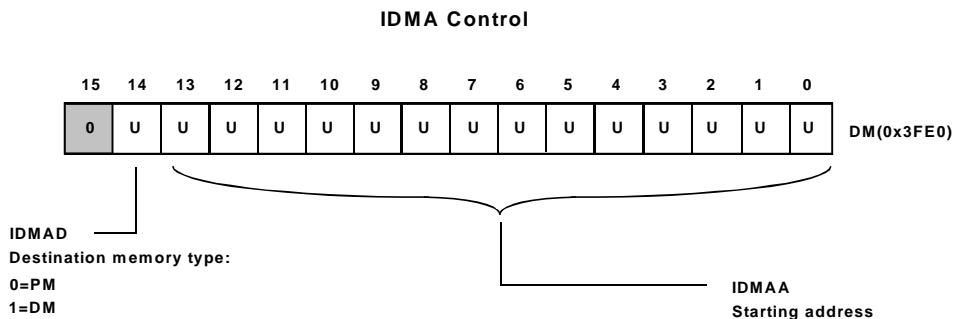 IDMA Control
15 14 13 12 11 10 9 8 7 6 5 4 3 2 1 0
0 U U U U U U U U U U U U U U U DM(0x3FE0)
IDMAD
Destination memory type:
0=PM
1=DM
IDMAA
Starting address